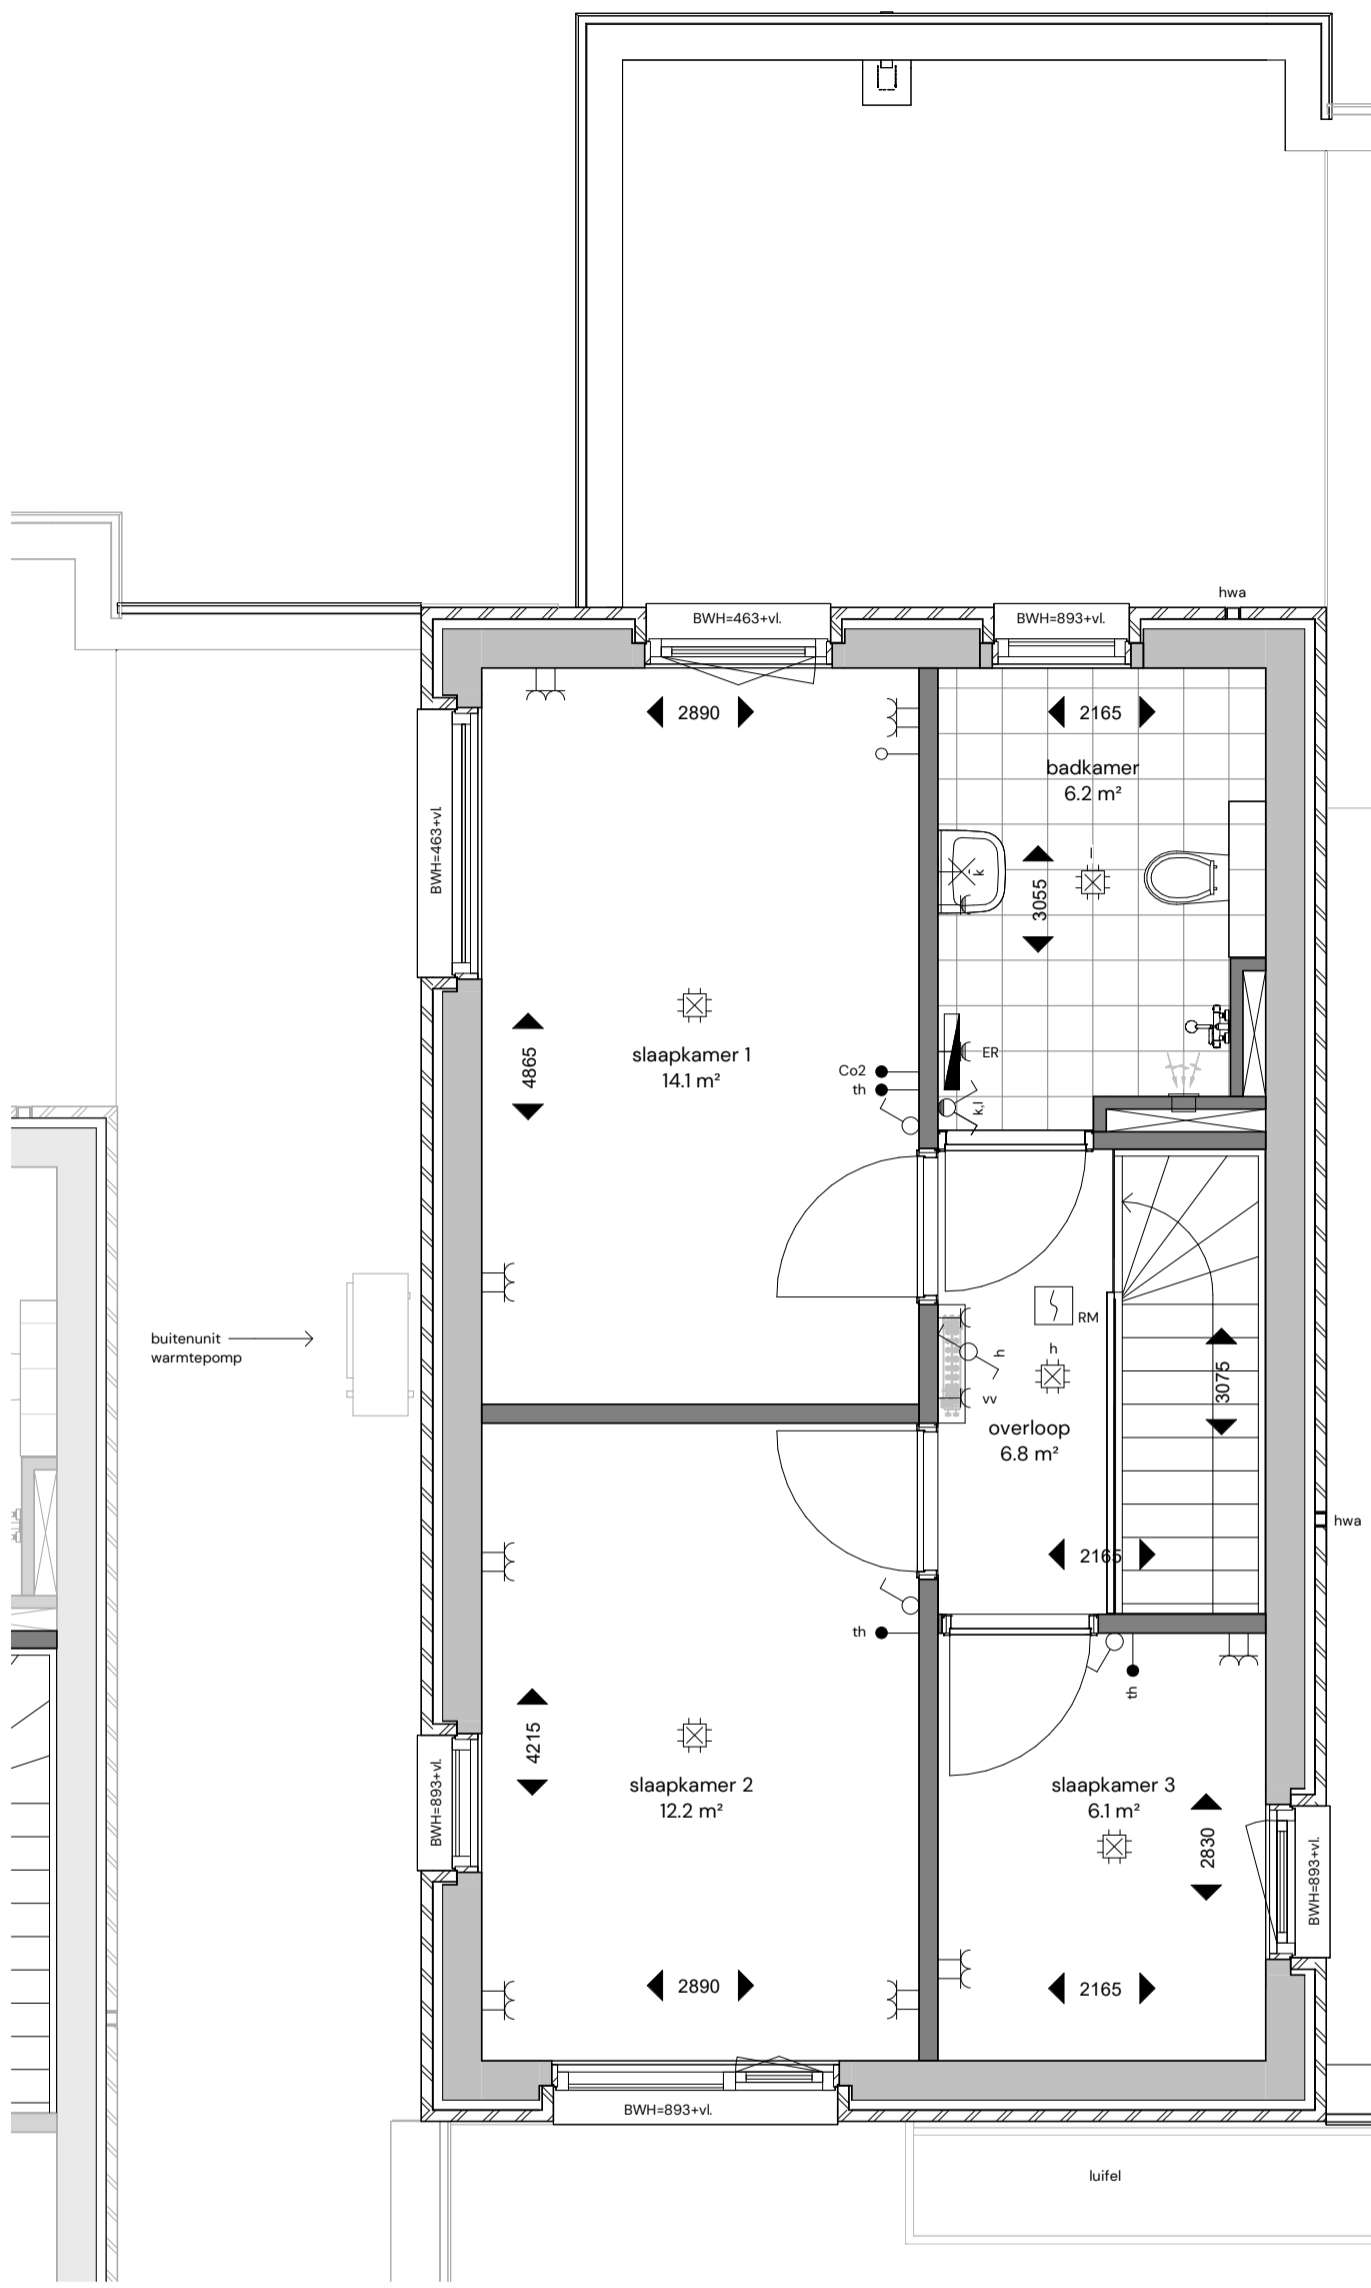 hwa
BWH=463+vl.
BWH=893+vl.
2890
2165
badkamer
6.2 m²
BWH=463+vl.
k
l
3055
slaapkamer 1
14.1 m²
4865
Co2
th
ER
k,l
buitenunit
warmtepomp
RM
h
h
vv
3075
overloop
6.8 m²
hwa
2165
th
th
4215
slaapkamer 2
12.2 m²
slaapkamer 3
6.1 m²
2830
BWH=893+vl.
BWH=893+vl.
2890
2165
BWH=893+vl.
luifel